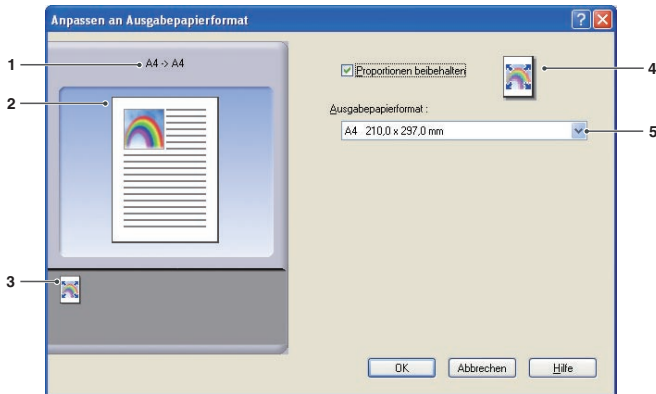 Anpassen an Ausgabepapierformat
1
A4 -> A4
Proportionen beibehalten
4
2
Ausgabepapierformat :
A4 210,0 x 297,0 mm
5
3
OK
Abbrechen
Hilfe